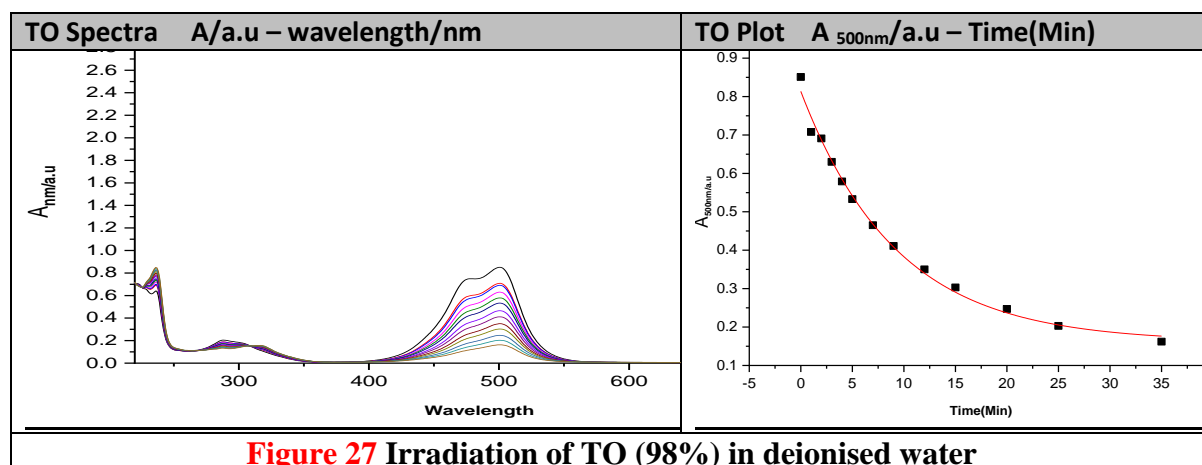 TO Spectra A/a.u – wavelength/nm
TO Plot A 500nm/a.u – Time(Min)
2.6
2.4
2.2
2.0
1.8
1.6
1.4
1.2
1.0
0.8
0.6
0.4
0.2
0.0
Anm/a.u
300 400 500 600
Wavelength
0.9
0.8
0.7
0.6
0.5
0.4
0.3
0.2
0.1
A500nm/a.u
-5 0 5 10 15 20 25 30 35
Time(Min)
Figure 27 Irradiation of TO (98%) in deionised water